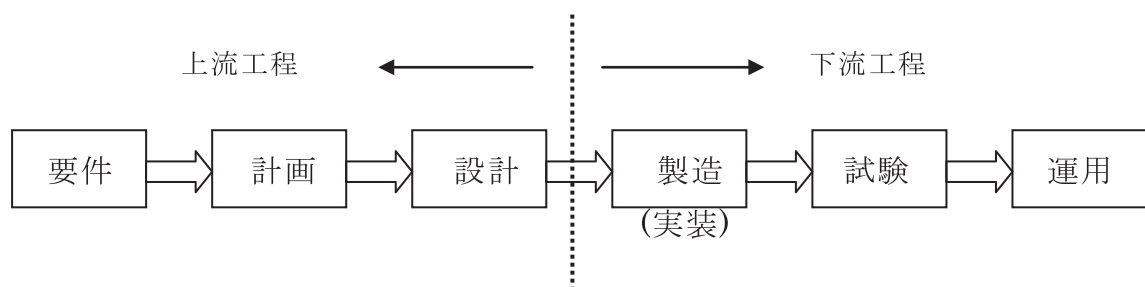 上流工程
下流工程
要件
計画
設計
製造
(実装)
試験
運用